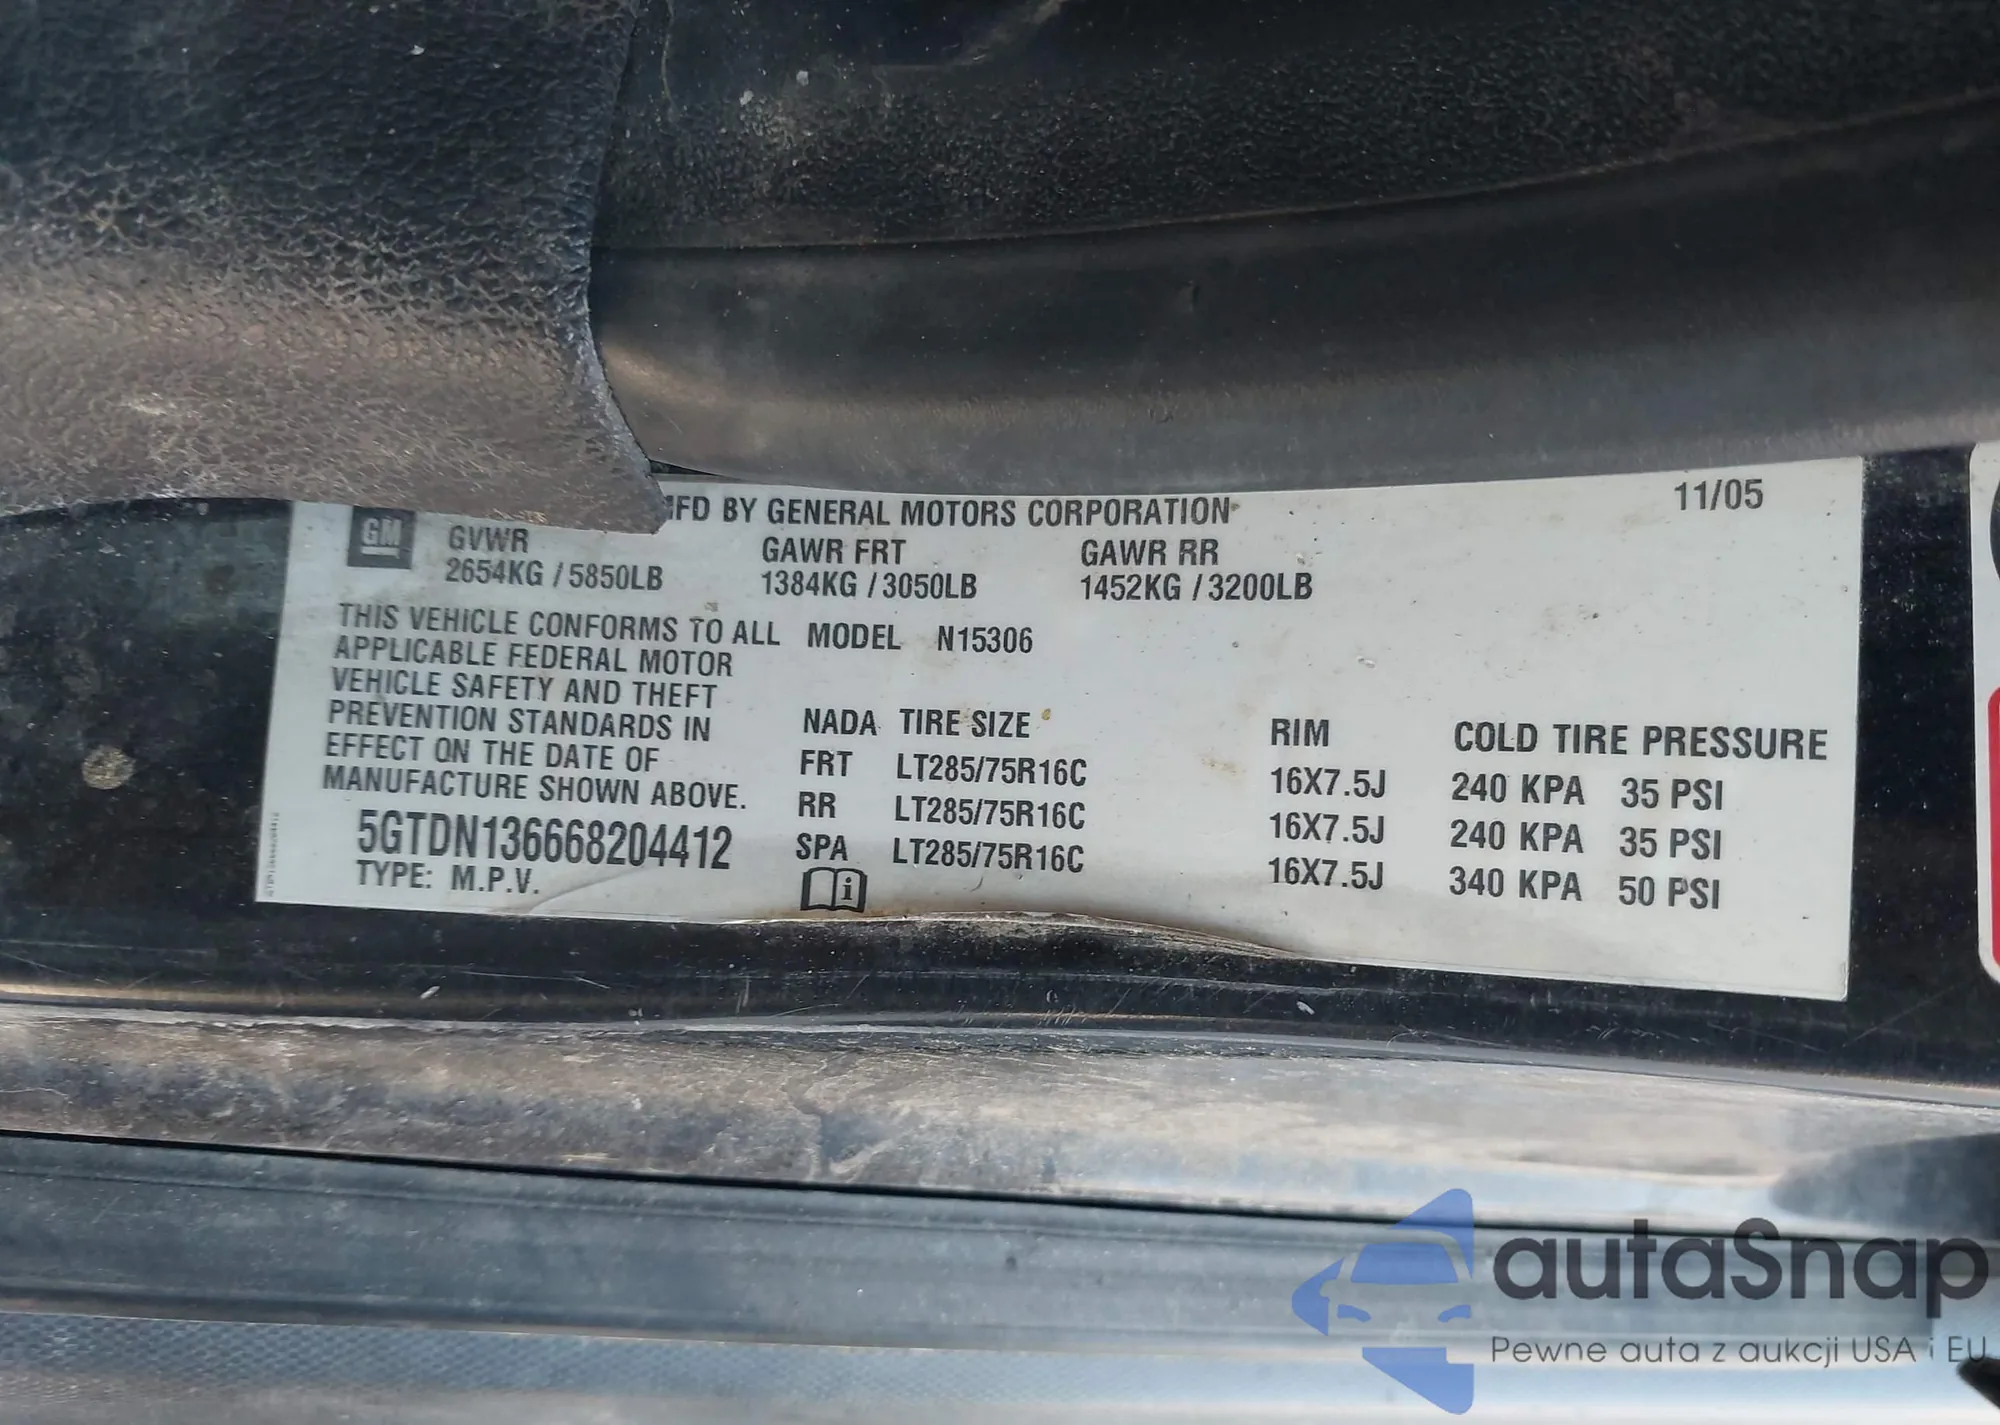 MFD BY GENERAL MOTORS CORPORATION 11/05
GM
GVWR GAWR FRT GAWR RR
2654KG / 5850LB 1384KG / 3050LB 1452KG / 3200LB
THIS VEHICLE CONFORMS TO ALL
APPLICABLE FEDERAL MOTOR
VEHICLE SAFETY AND THEFT
PREVENTION STANDARDS IN
EFFECT ON THE DATE OF
MANUFACTURE SHOWN ABOVE.
5GTDN136668204412
TYPE: M.P.V.
MODEL N15306
NADA TIRE SIZE RIM COLD TIRE PRESSURE
FRT LT285/75R16C 16X7.5J 240 KPA 35 PSI
RR LT285/75R16C 16X7.5J 240 KPA 35 PSI
SPA LT285/75R16C 16X7.5J 340 KPA 50 PSI
i
autaSnap
Pewne auta z aukcji USA i EU